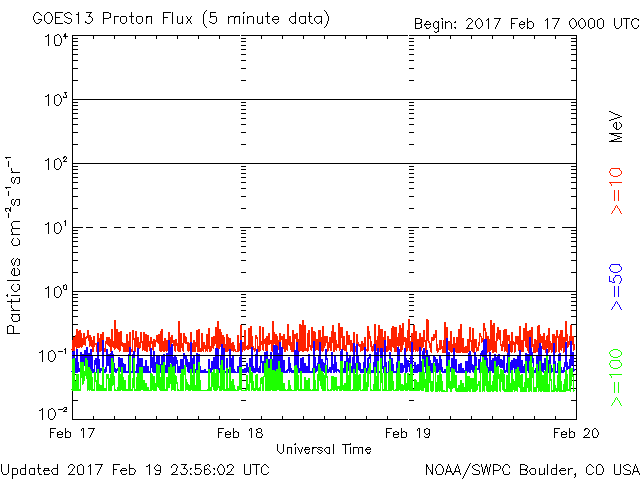 GOES13 Proton Flux (5 minute data)
Begin: 2017 Feb 17 0000 UTC
10⁴
10³
10²
10¹
10⁰
10⁻¹
10⁻²
Particles cm⁻²s⁻¹sr⁻¹
Feb 17
Feb 18
Feb 19
Feb 20
Universal Time
MeV
>=10
>=50
>=100
Updated 2017 Feb 19 23:56:02 UTC
NOAA/SWPC Boulder, CO USA